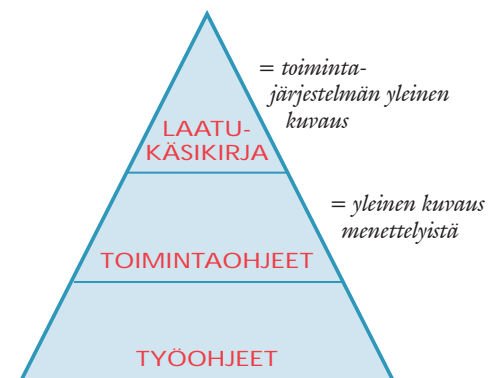 = toiminta-
järjestelmän yleinen
kuvaus
LAATU-
KÄSIKIRJA
= yleinen kuvaus
menettelyistä
TOIMINTAOHJEET
TYÖOHJEET